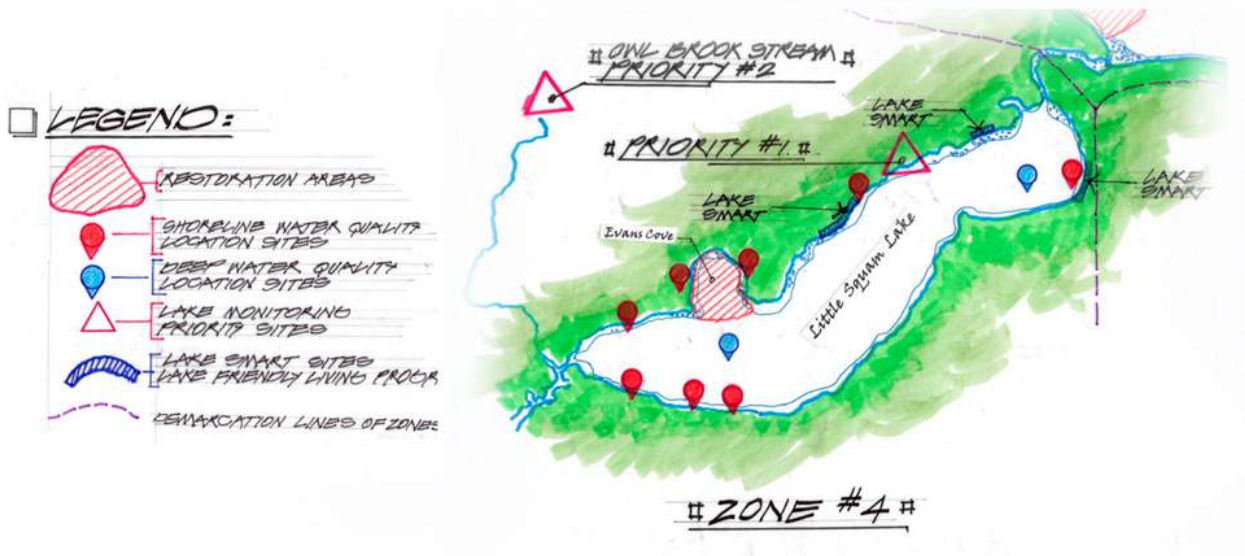 LEGEND:
RESTORATION AREAS
SHORELINE WATER QUALITY
LOCATION SITES
DEEP WATER QUALITY
LOCATION SITES
LAKE MONITORING
PRIORITY SITES
LAKE SMART SITES
LAKE FRIENDLY LIVING PROGR
DEMARCATION LINES OF ZONES
# OWL BROOK STREAM #
PRIORITY #2
LAKE
SMART
# PRIORITY #1. #
LAKE
SMART
LAKE
SMART
Evans Cove
Little Squam Lake
# ZONE #4 #